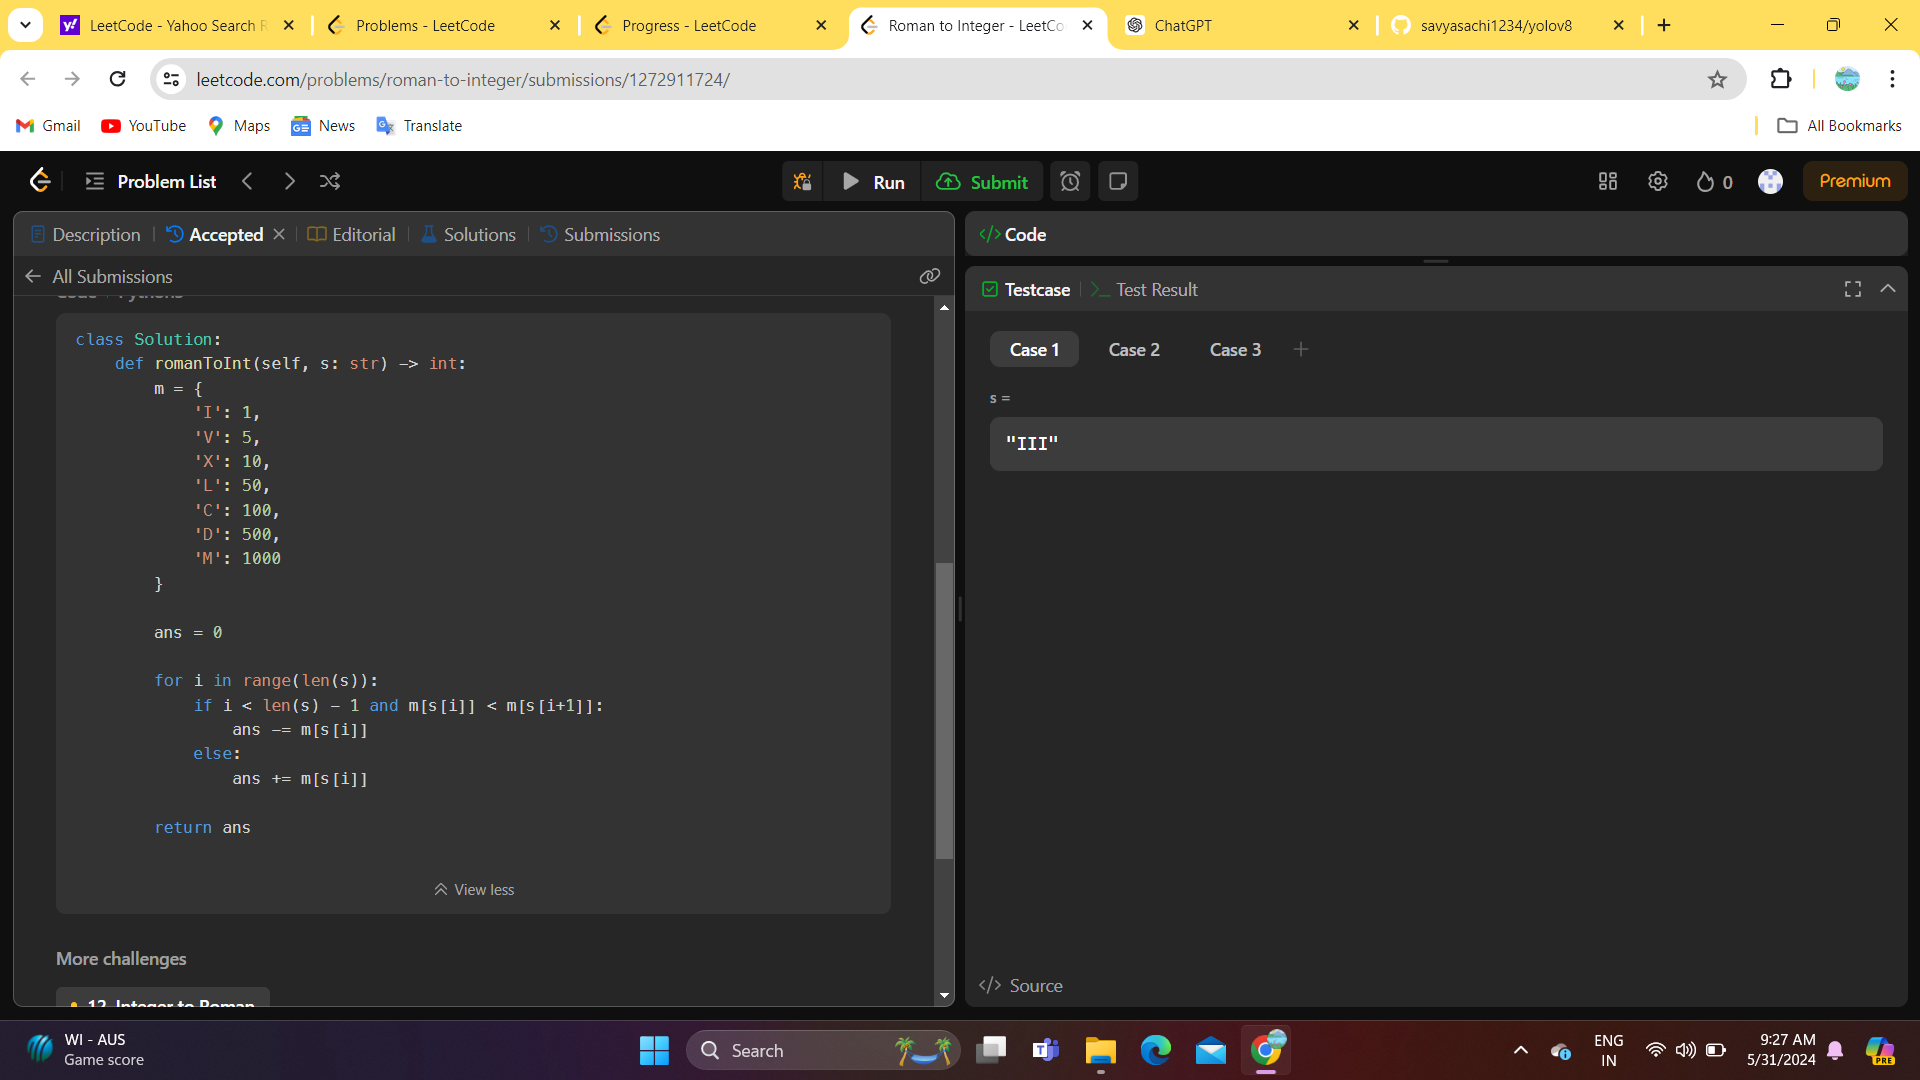 LeetCode - Yahoo Search R
Problems - LeetCode
Progress - LeetCode
Roman to Integer - LeetCo
ChatGPT
savyasachi1234/yolov8
leetcode.com/problems/roman-to-integer/submissions/1272911724/
Gmail
YouTube
Maps
News
Translate
All Bookmarks
Problem List
Run
Submit
0
Premium
Description
Accepted
Editorial
Solutions
Submissions
All Submissions
class Solution:
    def romanToInt(self, s: str) -> int:
        m = {
            'I': 1,
            'V': 5,
            'X': 10,
            'L': 50,
            'C': 100,
            'D': 500,
            'M': 1000
        }
        ans = 0
        for i in range(len(s)):
            if i < len(s) - 1 and m[s[i]] < m[s[i+1]]:
                ans -= m[s[i]]
            else:
                ans += m[s[i]]
        return ans
View less
More challenges
12. Integer to Roman
</> Code
Testcase
Test Result
Case 1
Case 2
Case 3
s =
"III"
</> Source
WI - AUS
Game score
Search
ENG
IN
9:27 AM
5/31/2024
PRE